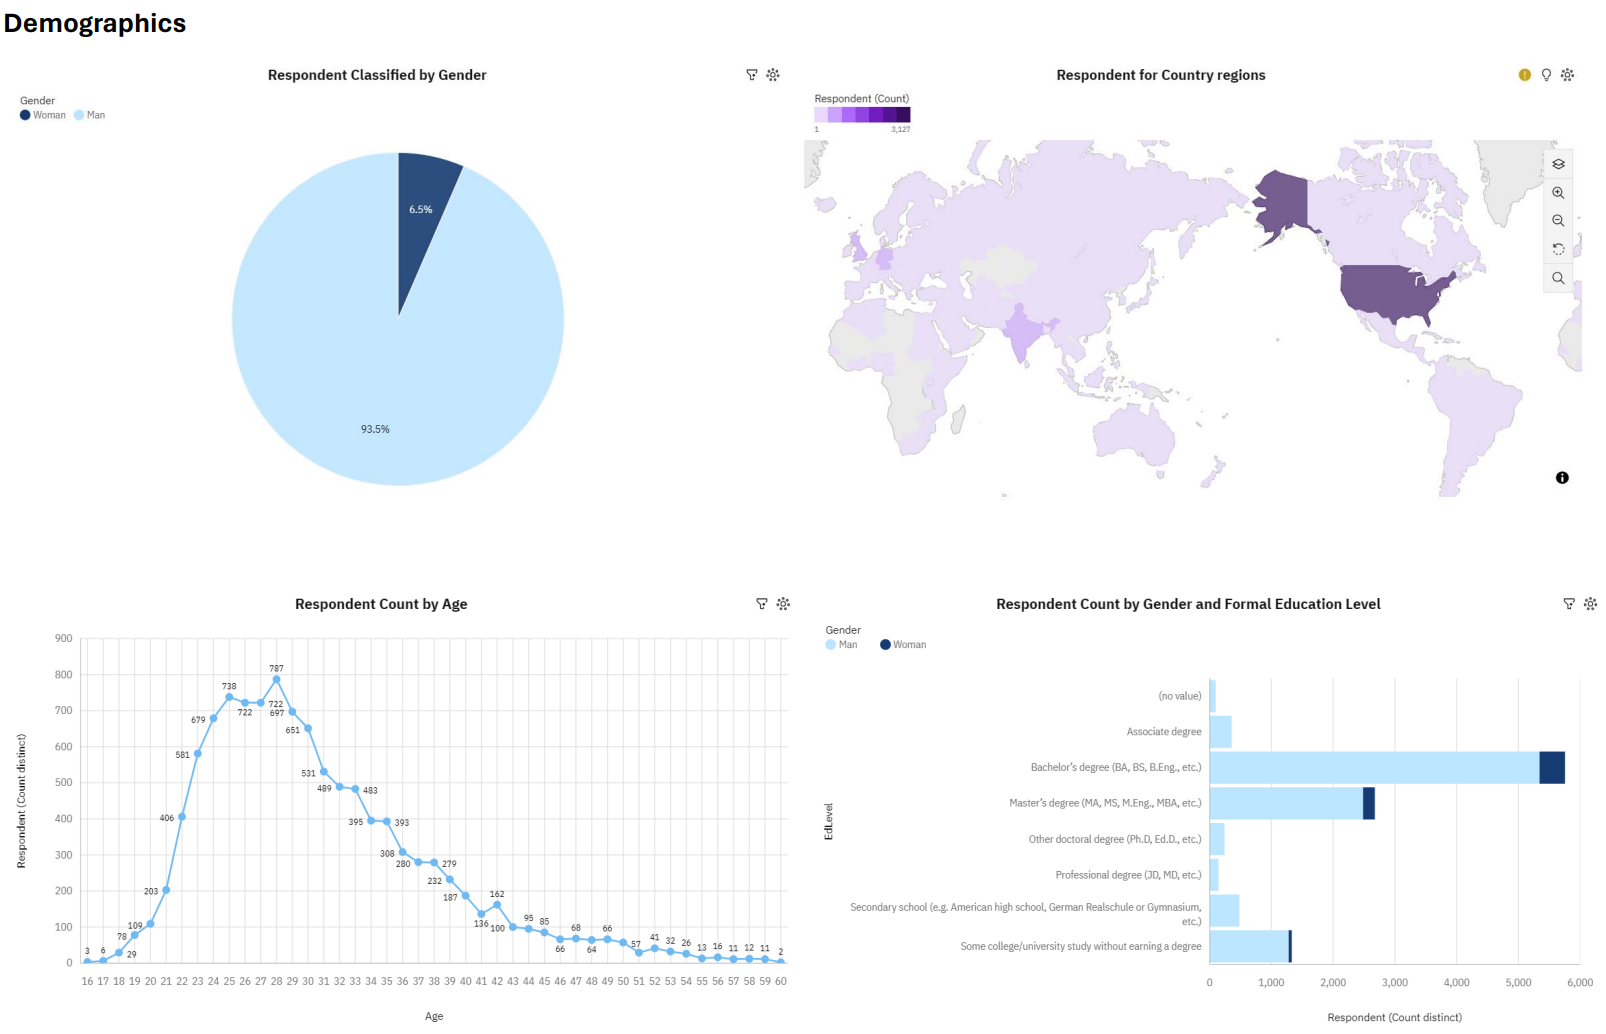 Demographics
Respondent Classified by Gender
Gender
Woman Man
6.5%
93.5%
Respondent for Country regions
Respondent (Count)
1 3,127
Respondent Count by Age
Respondent (Count distinct)
900
800
700
600
500
400
300
200
100
0
3 6 29 78 109 203 406 581 679 738 722 722 787 697 651 531 489 483 395 393 308 280 279 232 187 136 162 100 95 85 66 68 64 66 57 41 32 26 13 16 11 12 11 2
16 17 18 19 20 21 22 23 24 25 26 27 28 29 30 31 32 33 34 35 36 37 38 39 40 41 42 43 44 45 46 47 48 49 50 51 52 53 54 55 56 57 58 59 60
Age
Respondent Count by Gender and Formal Education Level
Gender
Man Woman
EdLevel
(no value)
Associate degree
Bachelor's degree (BA, BS, B.Eng., etc.)
Master's degree (MA, MS, M.Eng., MBA, etc.)
Other doctoral degree (Ph.D, Ed.D., etc.)
Professional degree (JD, MD, etc.)
Secondary school (e.g. American high school, German Realschule or Gymnasium,
etc.)
Some college/university study without earning a degree
0 1,000 2,000 3,000 4,000 5,000 6,000
Respondent (Count distinct)